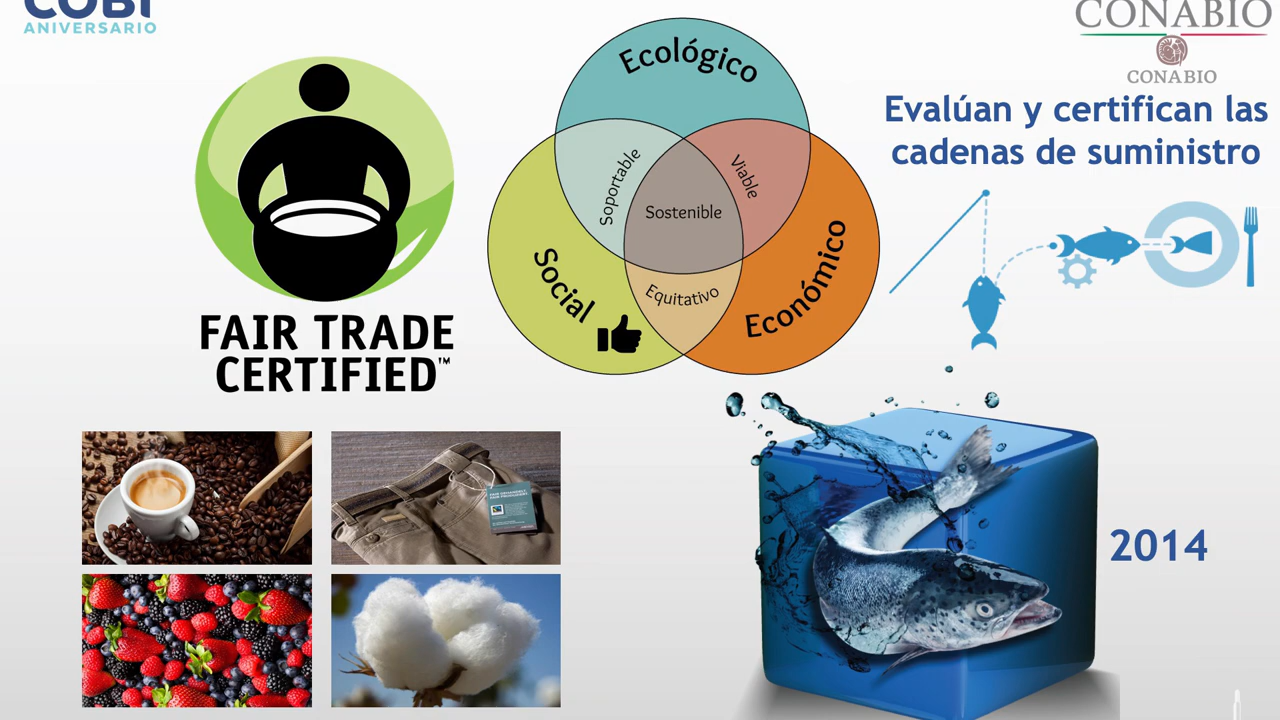 COBI
ANIVERSARIO
CONABIO
CONABIO
Evalúan y certifican las
cadenas de suministro
Ecológico
Soportable
Viable
Sostenible
Social
Económico
Equitativo
FAIR TRADE
CERTIFIED™
2014